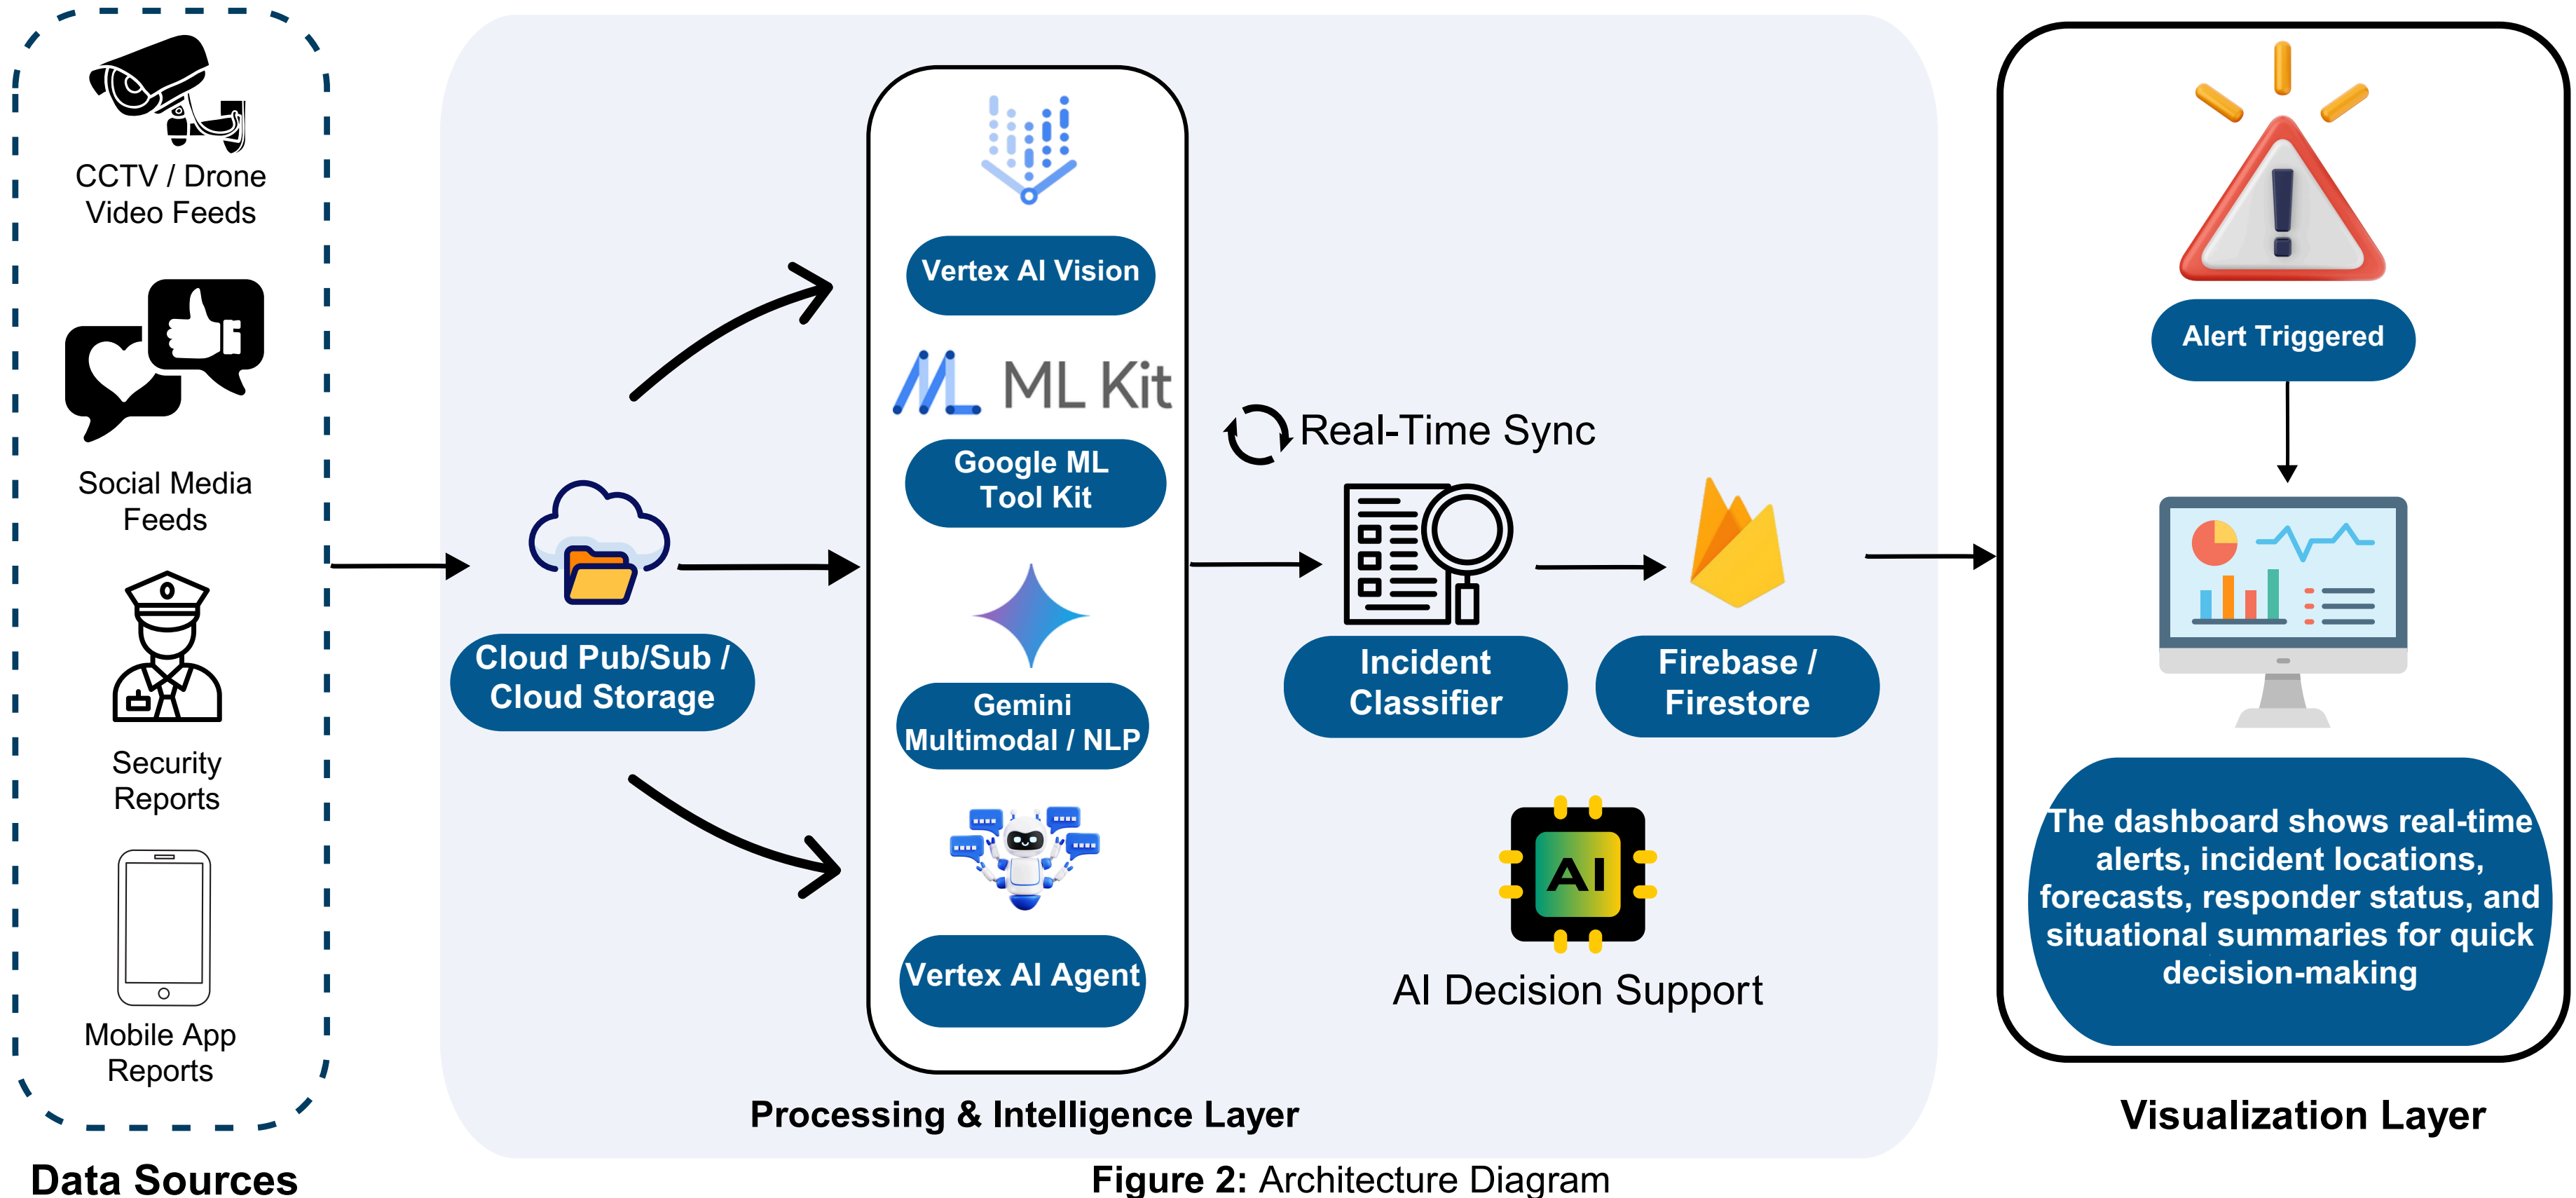 CCTV / Drone
Video Feeds
Social Media
Feeds
Security
Reports
Mobile App
Reports
Data Sources
Cloud Pub/Sub /
Cloud Storage
Vertex AI Vision
ML Kit
Google ML
Tool Kit
Gemini
Multimodal / NLP
Vertex AI Agent
Real-Time Sync
Incident
Classifier
Firebase /
Firestore
AI
AI Decision Support
Processing & Intelligence Layer
Alert Triggered
The dashboard shows real-time
alerts, incident locations,
forecasts, responder status, and
situational summaries for quick
decision-making
Visualization Layer
Figure 2: Architecture Diagram